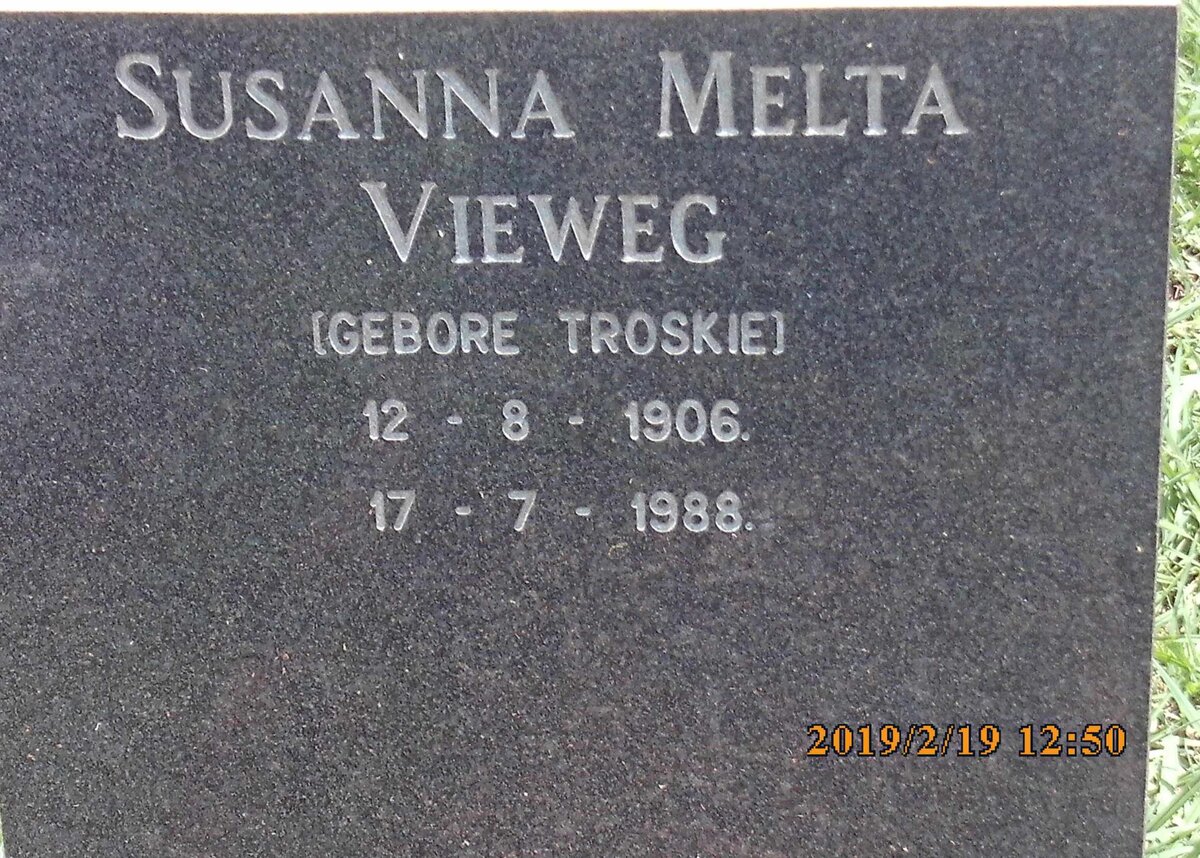 SUSANNA MELTA
VIEWEG
[GEBORE TROSKIE]
12 - 8 - 1906.
17 - 7 - 1988.
2019/2/19 12:50